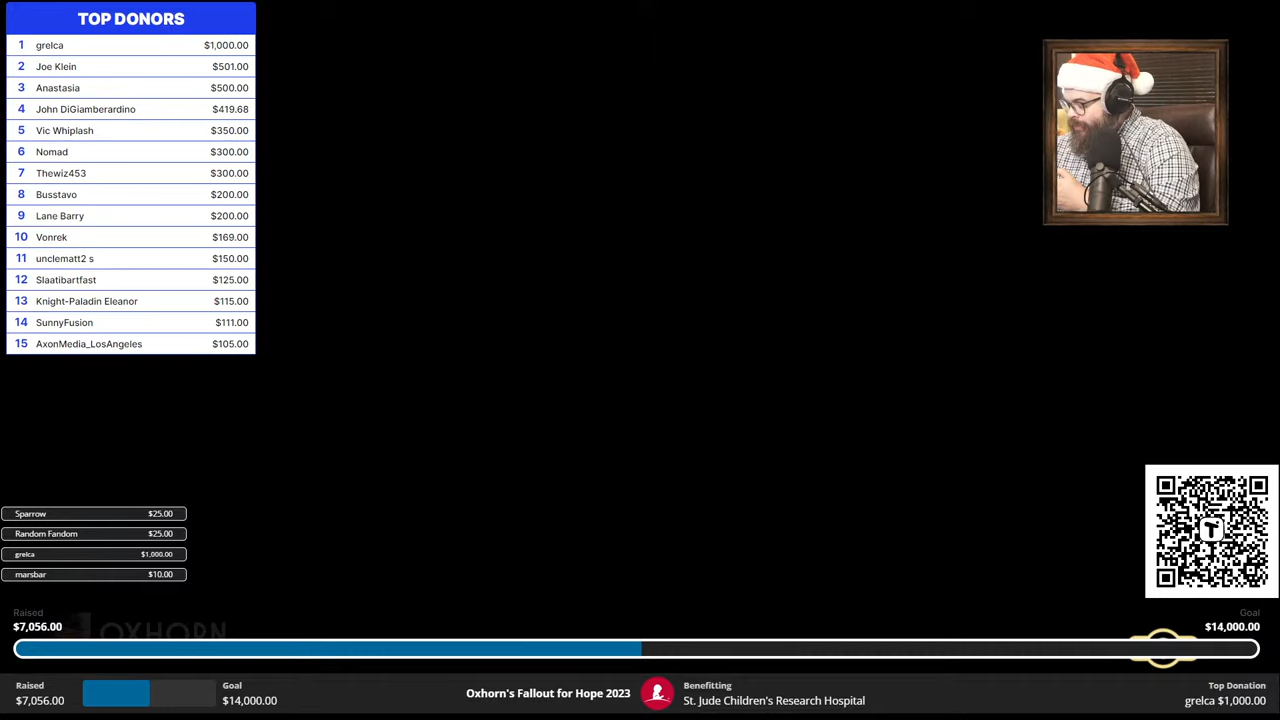 TOP DONORS
1 grelca $1,000.00
2 Joe Klein $501.00
3 Anastasia $500.00
4 John DiGiamberardino $419.68
5 Vic Whiplash $350.00
6 Nomad $300.00
7 Thewiz453 $300.00
8 Busstavo $200.00
9 Lane Barry $200.00
10 Vonrek $169.00
11 unclematt2 s $150.00
12 Slaatibartfast $125.00
13 Knight-Paladin Eleanor $115.00
14 SunnyFusion $111.00
15 AxonMedia_LosAngeles $105.00
Sparrow $25.00
Random Fandom $25.00
grelca $1,000.00
marsbar $10.00
Raised
$7,056.00
OXHORN
Goal
$14,000.00
Raised
$7,056.00
Goal
$14,000.00
Oxhorn's Fallout for Hope 2023
Benefitting
St. Jude Children's Research Hospital
Top Donation
grelca $1,000.00